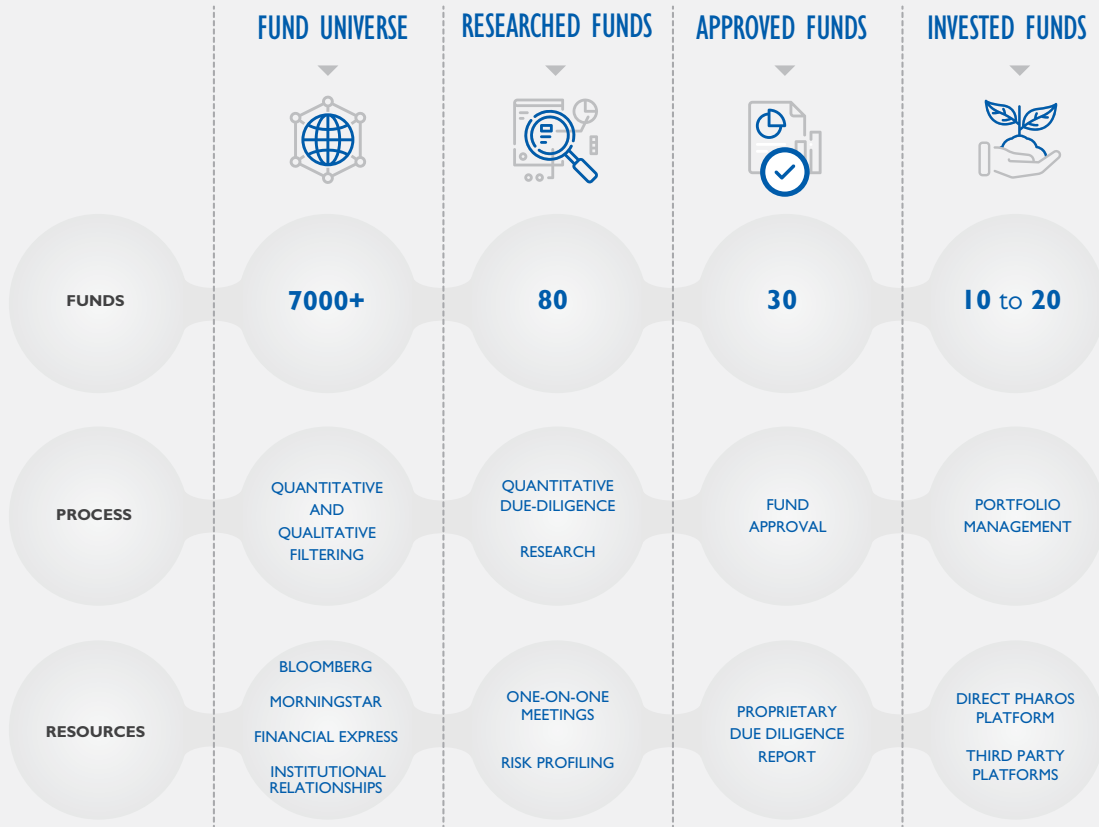 FUND UNIVERSE
RESEARCHED FUNDS
APPROVED FUNDS
INVESTED FUNDS
FUNDS
7000+
80
30
10 to 20
PROCESS
QUANTITATIVE
AND
QUALITATIVE
FILTERING
QUANTITATIVE
DUE-DILIGENCE
RESEARCH
FUND
APPROVAL
PORTFOLIO
MANAGEMENT
RESOURCES
BLOOMBERG
MORNINGSTAR
FINANCIAL EXPRESS
INSTITUTIONAL
RELATIONSHIPS
ONE-ON-ONE
MEETINGS
RISK PROFILING
PROPRIETARY
DUE DILIGENCE
REPORT
DIRECT PHAROS
PLATFORM
THIRD PARTY
PLATFORMS